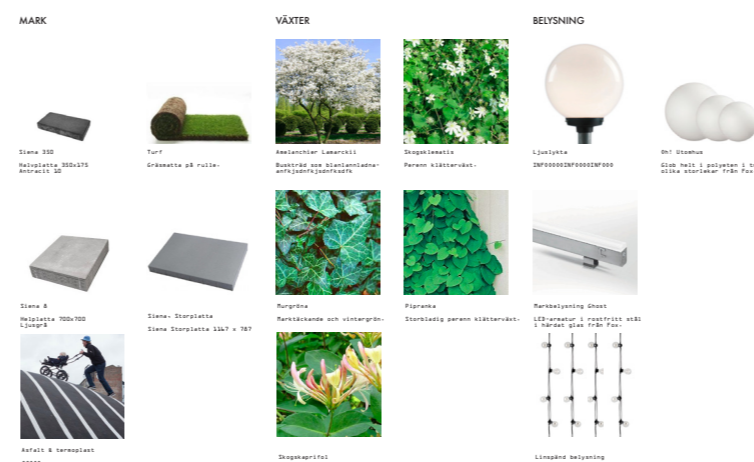 MARK
VÄXTER
BELYSNING
Siena 350
Halvplatta 350x175
Antracit 10
Turf
Gräsmatta på rulle.
Amelanchier Lamarckii
Buskträd som blanlannladna-
anfkjsdnfkjsdnfksdfk
Skogsklematis
Perenn klätterväxt.
Ljuslykta
INF00000INF0000INF000
Oh! Utomhus
Glob helt i polyeten i
olika storlekar från Fox
Siena 8
Helplatta 700x700
Ljusgrå
Siena. Storplatta
Siena Storplatta 1167 x 787
Murgröna
Marktäckande och vintergrön.
Pipranka
Storbladig perenn klätterväxt.
Markbelysning Ghost
LED-armatur i rostfritt stål
i härdat glas från Fox.
Asfalt & termoplast
Skogskaprifol
Linspänd belysning